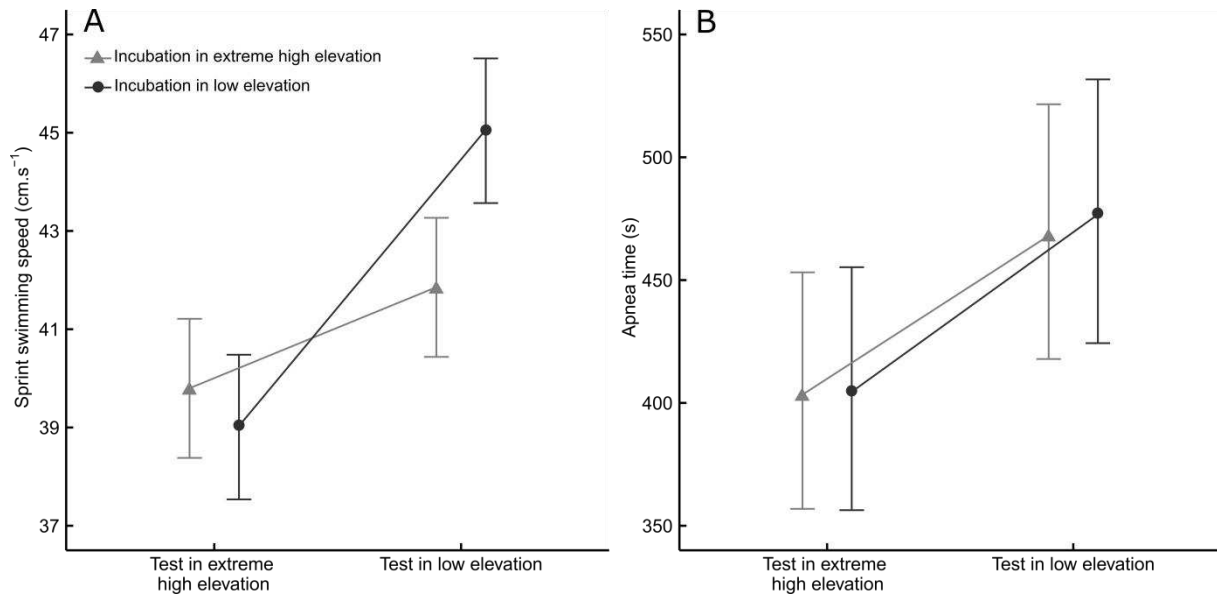 A
47
45
43
41
39
37
Sprint swimming speed (cm.s⁻¹)
Incubation in extreme high elevation
Incubation in low elevation
Test in extreme
high elevation
Test in low elevation
B
550
500
450
400
350
Apnea time (s)
Test in extreme
high elevation
Test in low elevation